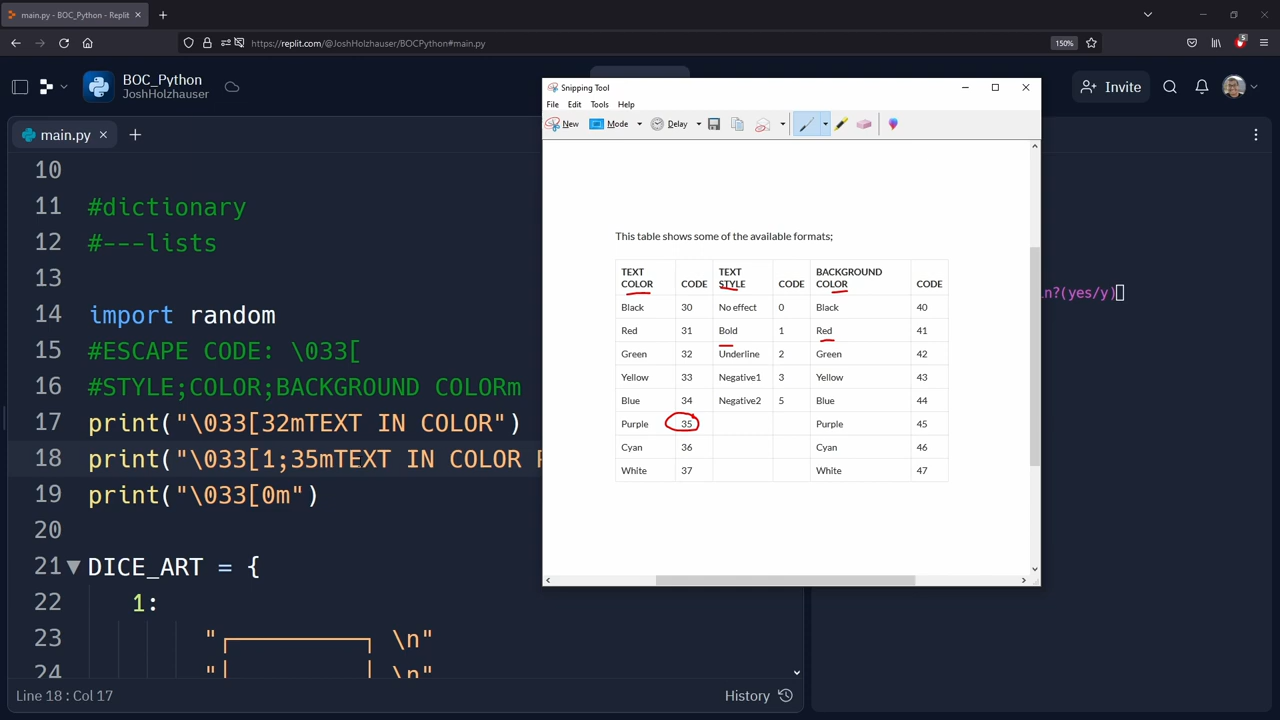 main.py - BOC_Python - Replit
https://replit.com/@JoshHolzhauser/BOCPython#main.py
150%
5
BOC_Python
JoshHolzhauser
Invite
main.py
10
11 #dictionary
12 #---lists
13
14 import random
15 #ESCAPE CODE: \033[
16 #STYLE;COLOR;BACKGROUND COLORm
17 print("\033[32mTEXT IN COLOR")
18 print("\033[1;35mTEXT IN COLOR
19 print("\033[0m")
20
21 DICE_ART = {
22 1:
23 "┌─────────┐ \n"
24 "│ │ \n"
Line 18 : Col 17
History
n?(yes/y)
Snipping Tool
File Edit Tools Help
New Mode Delay
This table shows some of the available formats;
TEXT COLOR CODE TEXT STYLE CODE BACKGROUND COLOR CODE
Black 30 No effect 0 Black 40
Red 31 Bold 1 Red 41
Green 32 Underline 2 Green 42
Yellow 33 Negative1 3 Yellow 43
Blue 34 Negative2 5 Blue 44
Purple 35 Purple 45
Cyan 36 Cyan 46
White 37 White 47